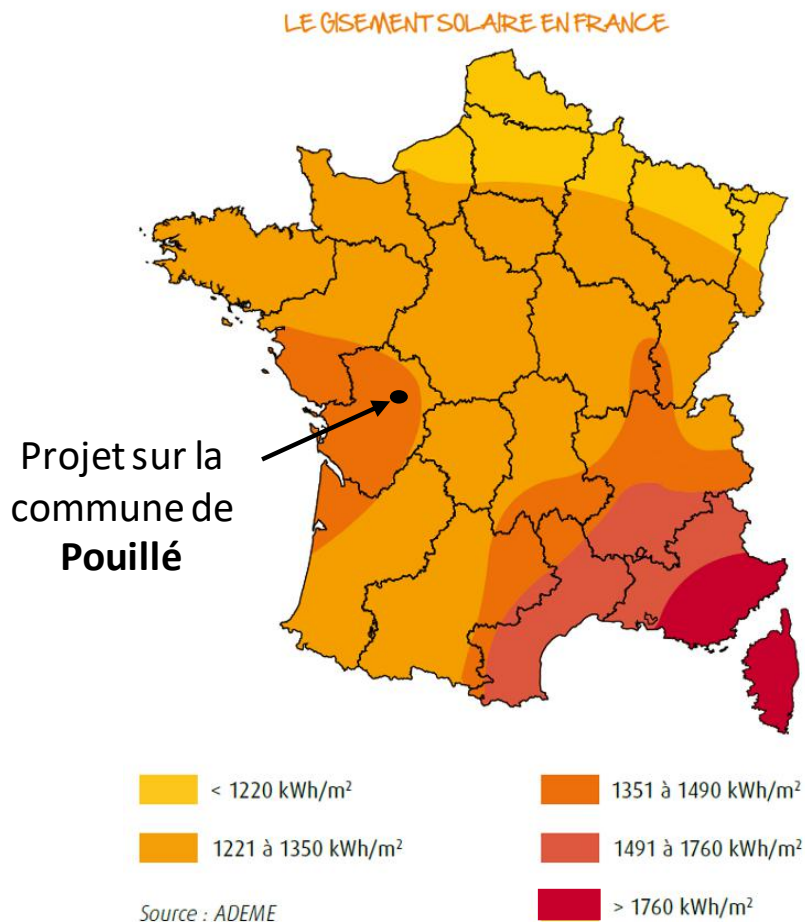 LE GISEMENT SOLAIRE EN FRANCE
Projet sur la
commune de
Pouillé
< 1220 kWh/m²
1221 à 1350 kWh/m²
1351 à 1490 kWh/m²
1491 à 1760 kWh/m²
> 1760 kWh/m²
Source : ADEME